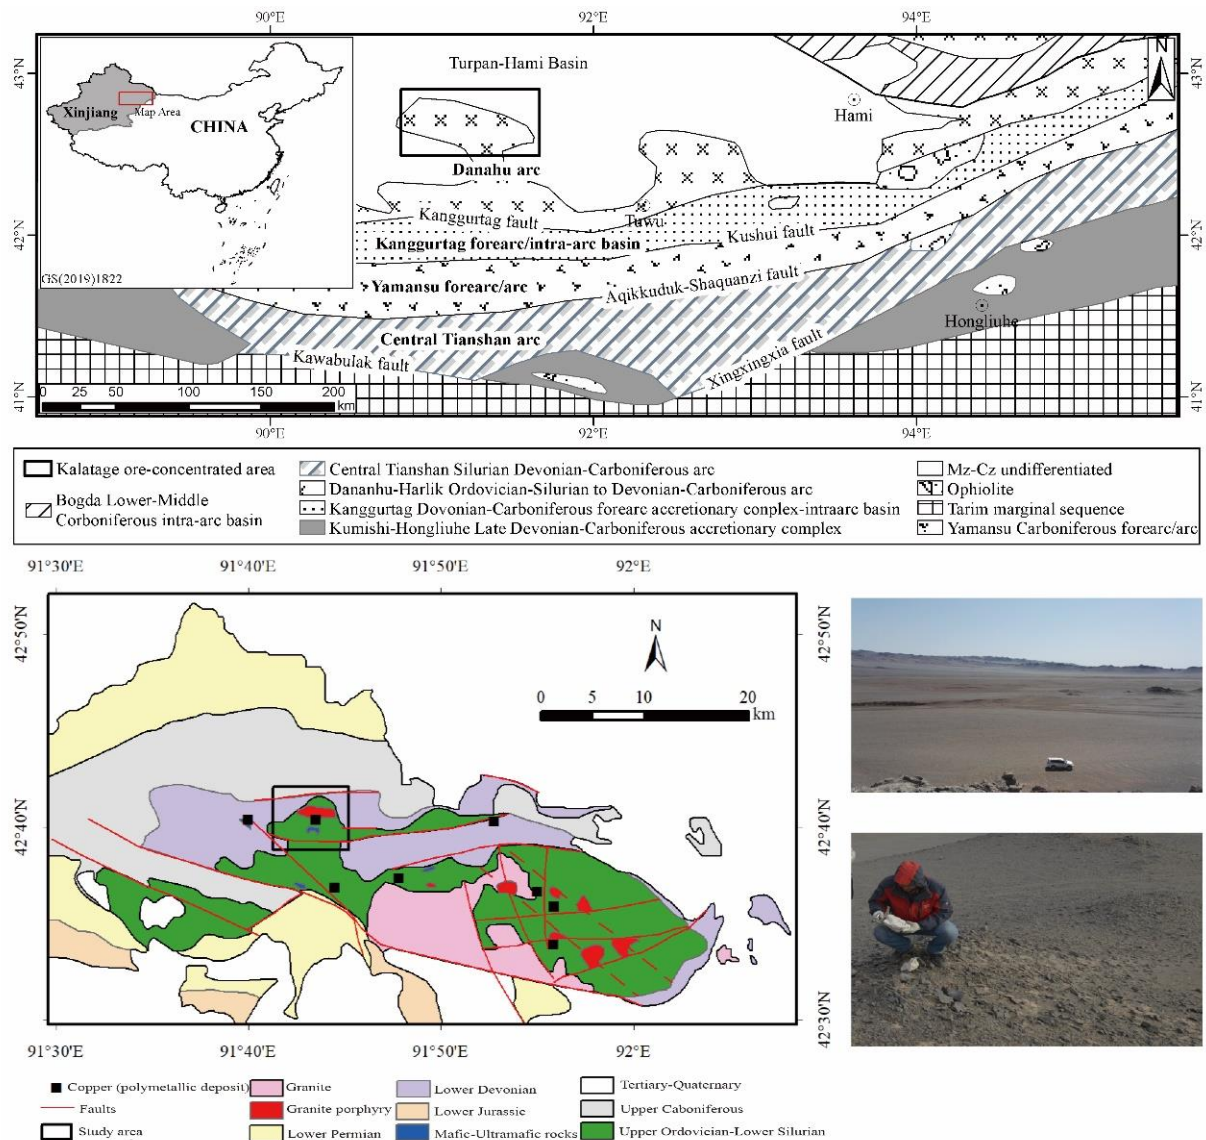 90°E 92°E 94°E
43°N 43°N
N
Turpan-Hami Basin
Xinjiang
Map Area
CHINA
Hami
Danahu arc
Kanggurtag fault
Tuwu
Kushui fault
42°N 42°N
Kanggurtag forearc/intra-arc basin
GS(2019)1822
Yamansu forearc/arc
Aqikkuduk-Shaquanzi fault
Hongliuhe
Central Tianshan arc
Kawabulak fault
Xingxingxia fault
0 25 50 100 150 200
km
41°N 41°N
90°E 92°E 94°E
Kalatage ore-concentrated area
Bogda Lower-Middle
Corboniferous intra-arc basin
Central Tianshan Silurian Devonian-Carboniferous arc
Dananhu-Harlik Ordovician-Silurian to Devonian-Carboniferous arc
Kanggurtag Dovonian-Carboniferous forearc accretionary conplex-intraarc basin
Kumishi-Hongliuhe Late Devonian-Carboniferous accretionary complex
Mz-Cz undifferentiated
Ophiolite
Tarim marginal sequence
Yamansu Carboniferous forearc/arc
91°30'E 91°40'E 91°50'E 92°E
42°50'N 42°50'N
N
0 5 10 20
km
42°40'N 42°40'N
42°30'N 42°30'N
91°30'E 91°40'E 91°50'E 92°E
Copper (polymetallic deposit)
Faults
Study area
Granite
Granite porphyry
Lower Permian
Lower Devonian
Lower Jurassic
Mafic-Ultramafic rocks
Tertiary-Quaternary
Upper Caboniferous
Upper Ordovician-Lower Silurian